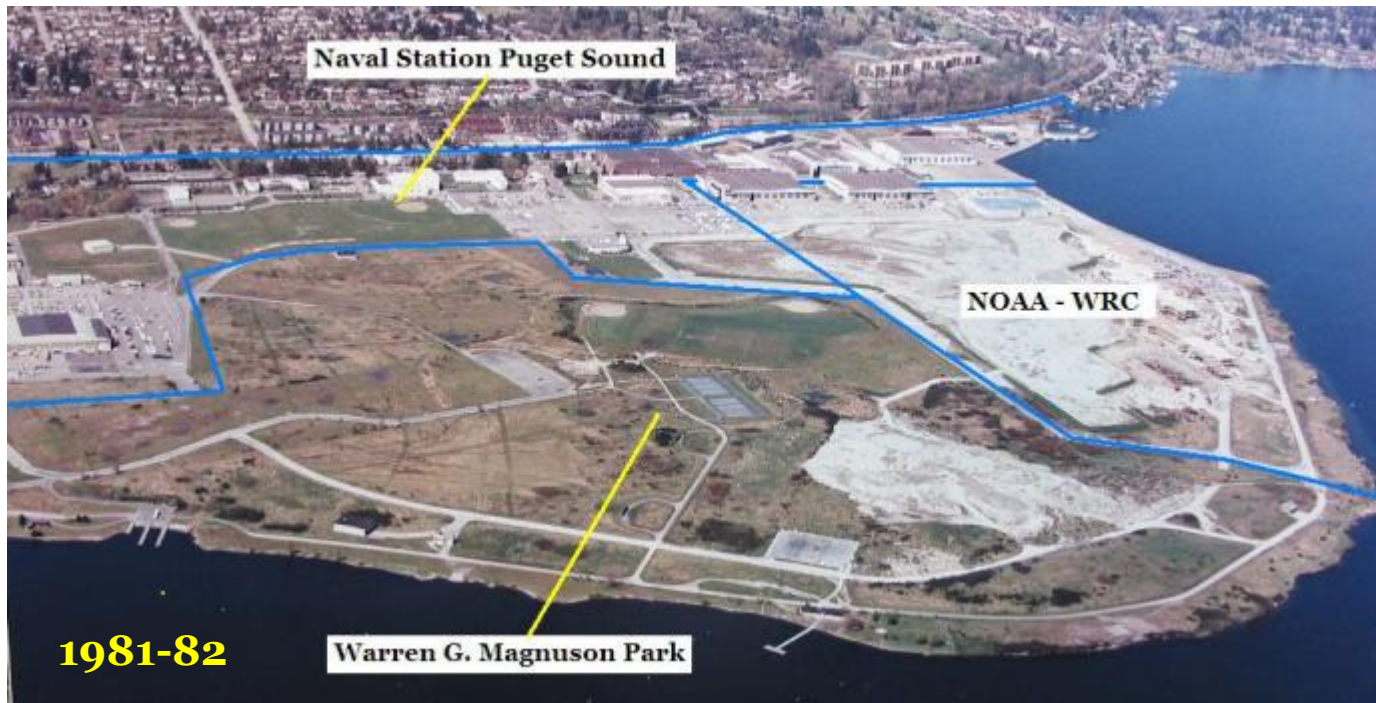 Naval Station Puget Sound
NOAA - WRC
1981-82
Warren G. Magnuson Park